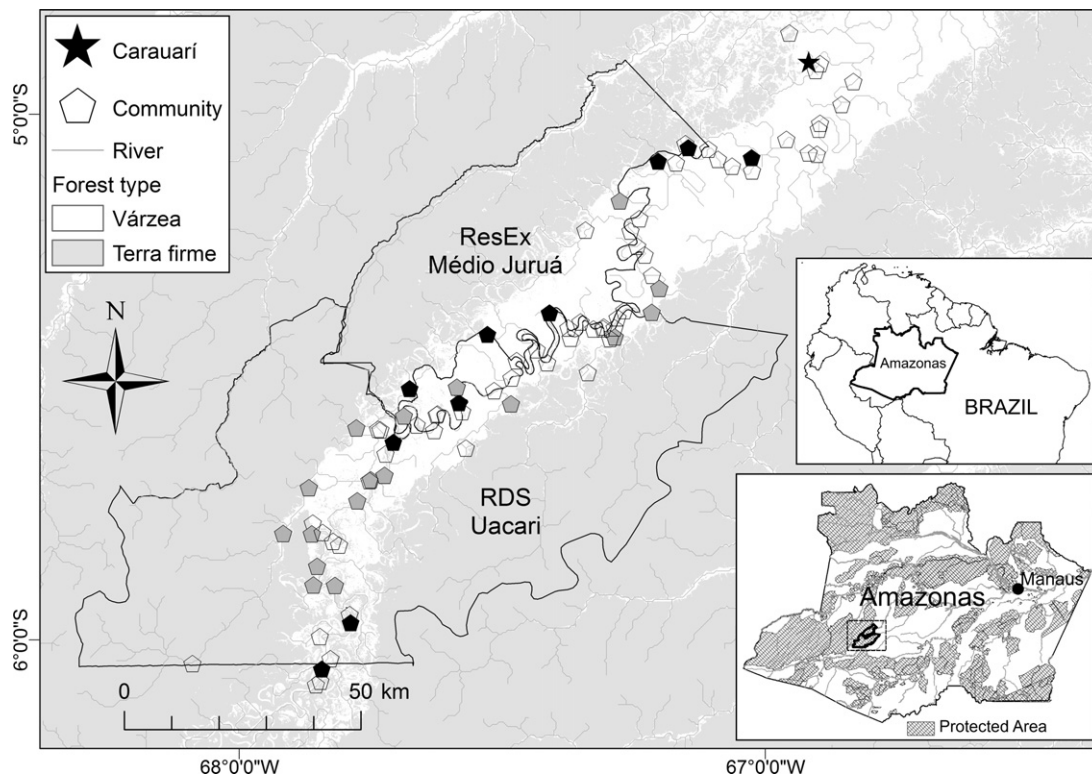 Carauarí
Community
River
Forest type
Várzea
Terra firme
5°0'0"S
6°0'0"S
N
ResEx
Médio Juruá
RDS
Uacari
0
50 km
68°0'0"W
67°0'0"W
Amazonas
BRAZIL
Manaus
Amazonas
Protected Area